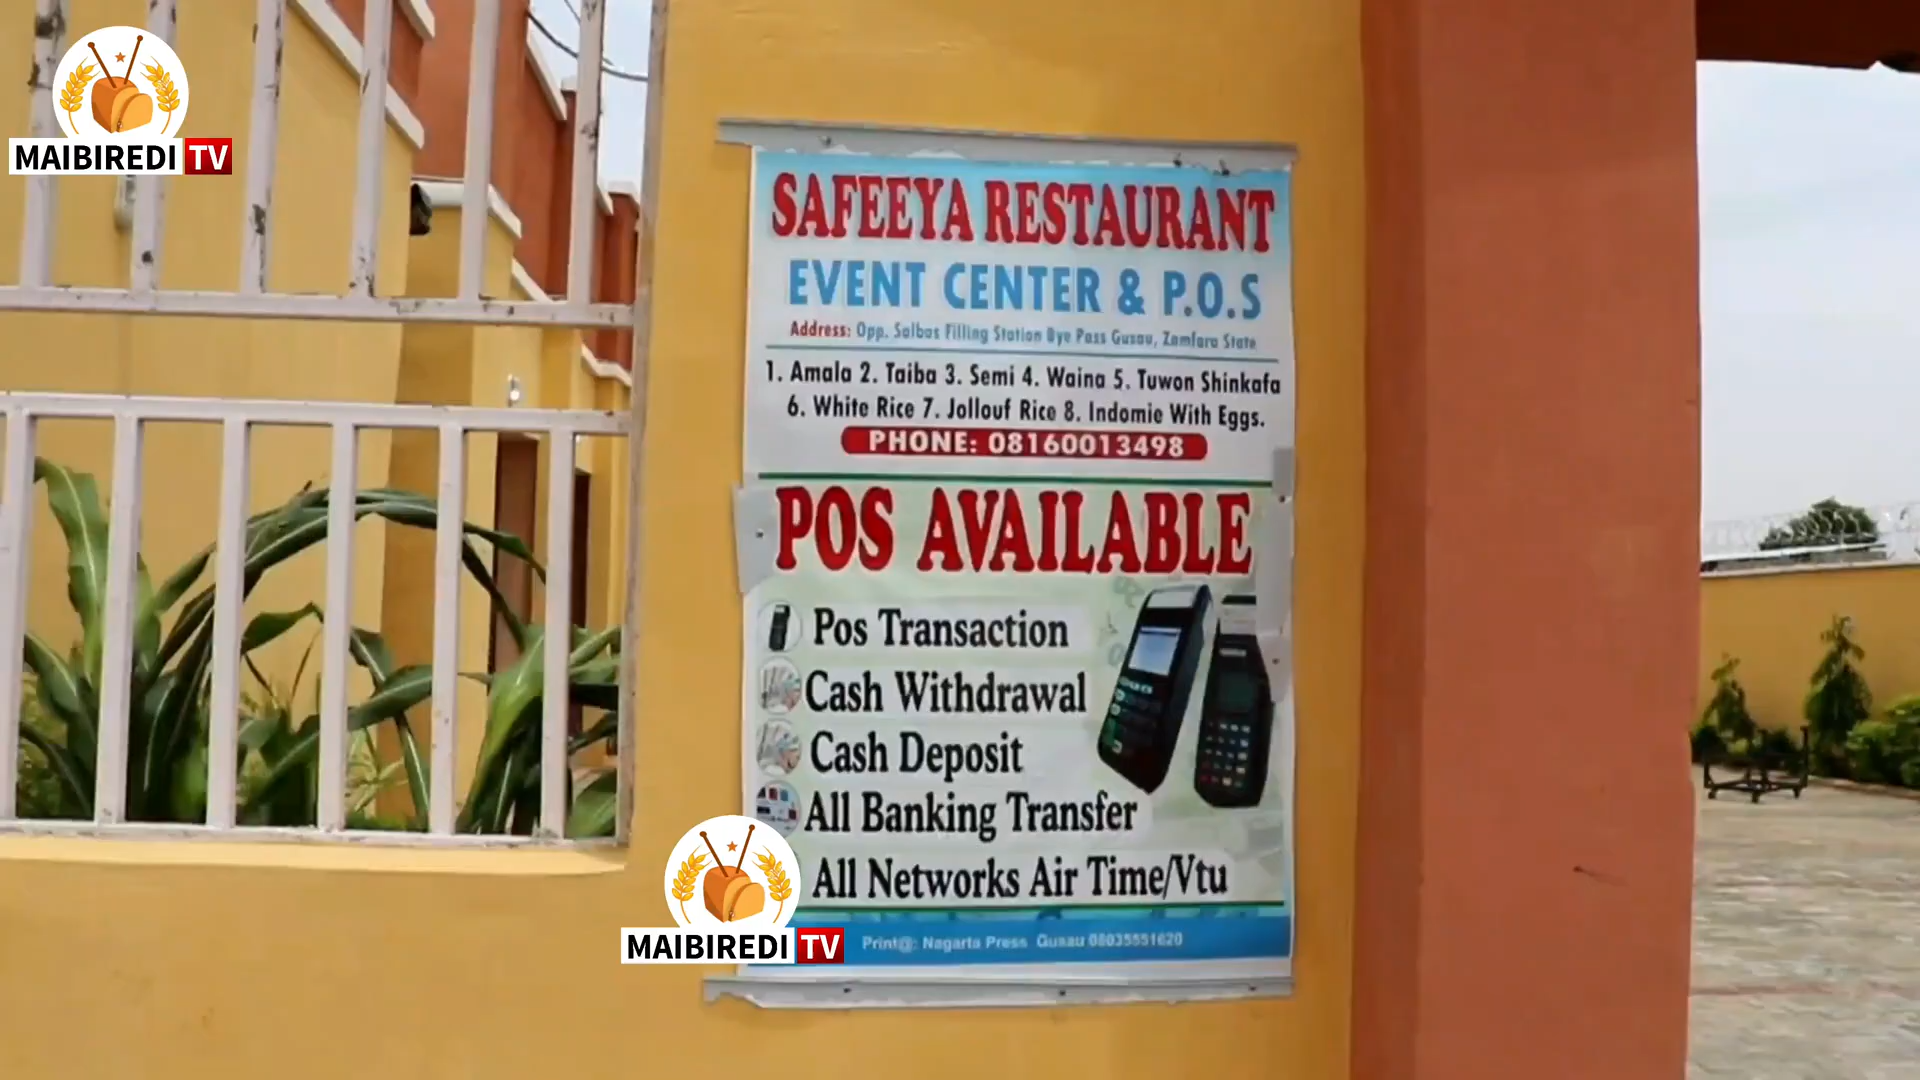 MAIBIREDI TV
SAFEEYA RESTAURANT
EVENT CENTER & P.O.S
Address: Opp. Salbas Filling Station Bye Pass Gusau, Zamfara State
1. Amala 2. Taiba 3. Semi 4. Waina 5. Tuwon Shinkafa
6. White Rice 7. Jollouf Rice 8. Indomie With Eggs.
PHONE: 08160013498
POS AVAILABLE
Pos Transaction
Cash Withdrawal
Cash Deposit
All Banking Transfer
All Networks Air Time/Vtu
Print@: Nagarta Press Gusau 08035551620
MAIBIREDI TV